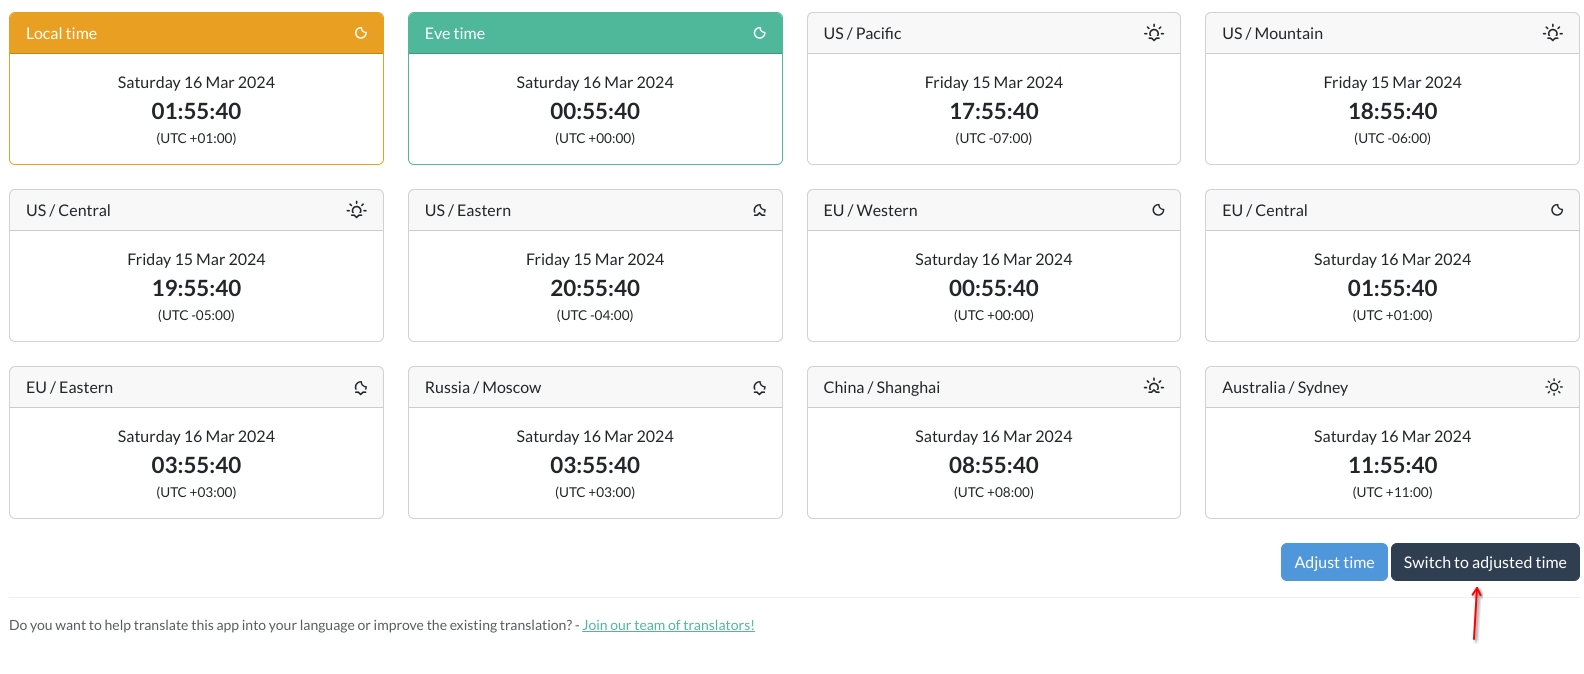 Local time
Saturday 16 Mar 2024
01:55:40
(UTC +01:00)
Eve time
Saturday 16 Mar 2024
00:55:40
(UTC +00:00)
US / Pacific
Friday 15 Mar 2024
17:55:40
(UTC -07:00)
US / Mountain
Friday 15 Mar 2024
18:55:40
(UTC -06:00)
US / Central
Friday 15 Mar 2024
19:55:40
(UTC -05:00)
US / Eastern
Friday 15 Mar 2024
20:55:40
(UTC -04:00)
EU / Western
Saturday 16 Mar 2024
00:55:40
(UTC +00:00)
EU / Central
Saturday 16 Mar 2024
01:55:40
(UTC +01:00)
EU / Eastern
Saturday 16 Mar 2024
03:55:40
(UTC +03:00)
Russia / Moscow
Saturday 16 Mar 2024
03:55:40
(UTC +03:00)
China / Shanghai
Saturday 16 Mar 2024
08:55:40
(UTC +08:00)
Australia / Sydney
Saturday 16 Mar 2024
11:55:40
(UTC +11:00)
Adjust time
Switch to adjusted time
Do you want to help translate this app into your language or improve the existing translation? - Join our team of translators!